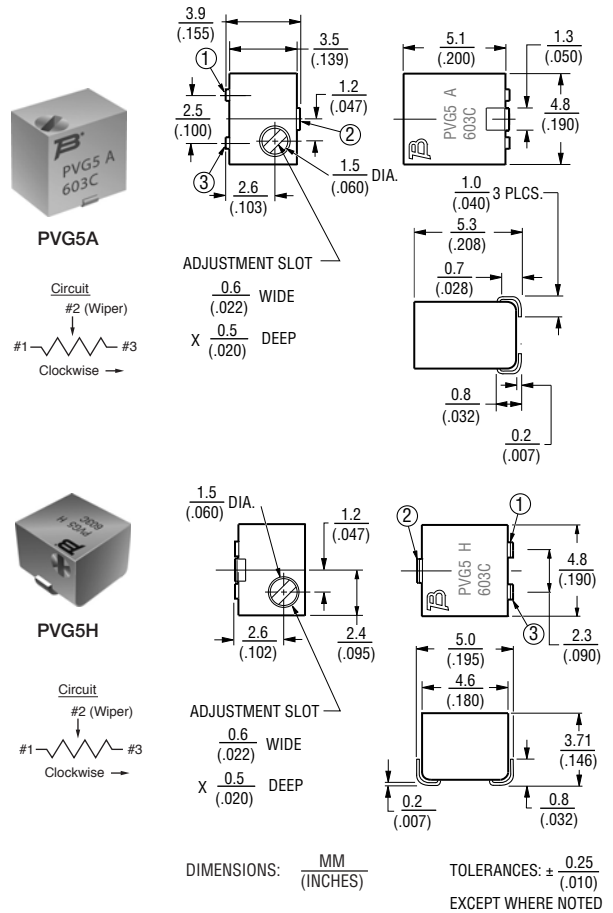 3.9
(.155)
3.5
(.139)
5.1
(.200)
1.3
(.050)
1
2.5
(.100)
3
1.2
(.047)
2
1.5
(.060) DIA.
2.6
(.103)
PVG5 A
603C
4.8
(.190)
B
PVG5 A
603C
PVG5A
1.0
(.040) 3 PLCS.
5.3
(.208)
0.7
(.028)
ADJUSTMENT SLOT
0.6
(.022) WIDE
X 0.5
(.020) DEEP
Circuit
#2 (Wiper)
#1 #3
Clockwise →
0.8
(.032)
0.2
(.007)
1.5
(.060) DIA.
1.2
(.047)
2.6
(.102)
2.4
(.095)
2
1
3
PVG5 H
603C
4.8
(.190)
2.3
(.090)
B
PVG5 H
603C
PVG5H
5.0
(.195)
4.6
(.180)
3.71
(.146)
0.2
(.007)
0.8
(.032)
ADJUSTMENT SLOT
0.6
(.022) WIDE
X 0.5
(.020) DEEP
Circuit
#2 (Wiper)
#1 #3
Clockwise →
DIMENSIONS: MM
(INCHES)
TOLERANCES: ± 0.25
(.010)
EXCEPT WHERE NOTED